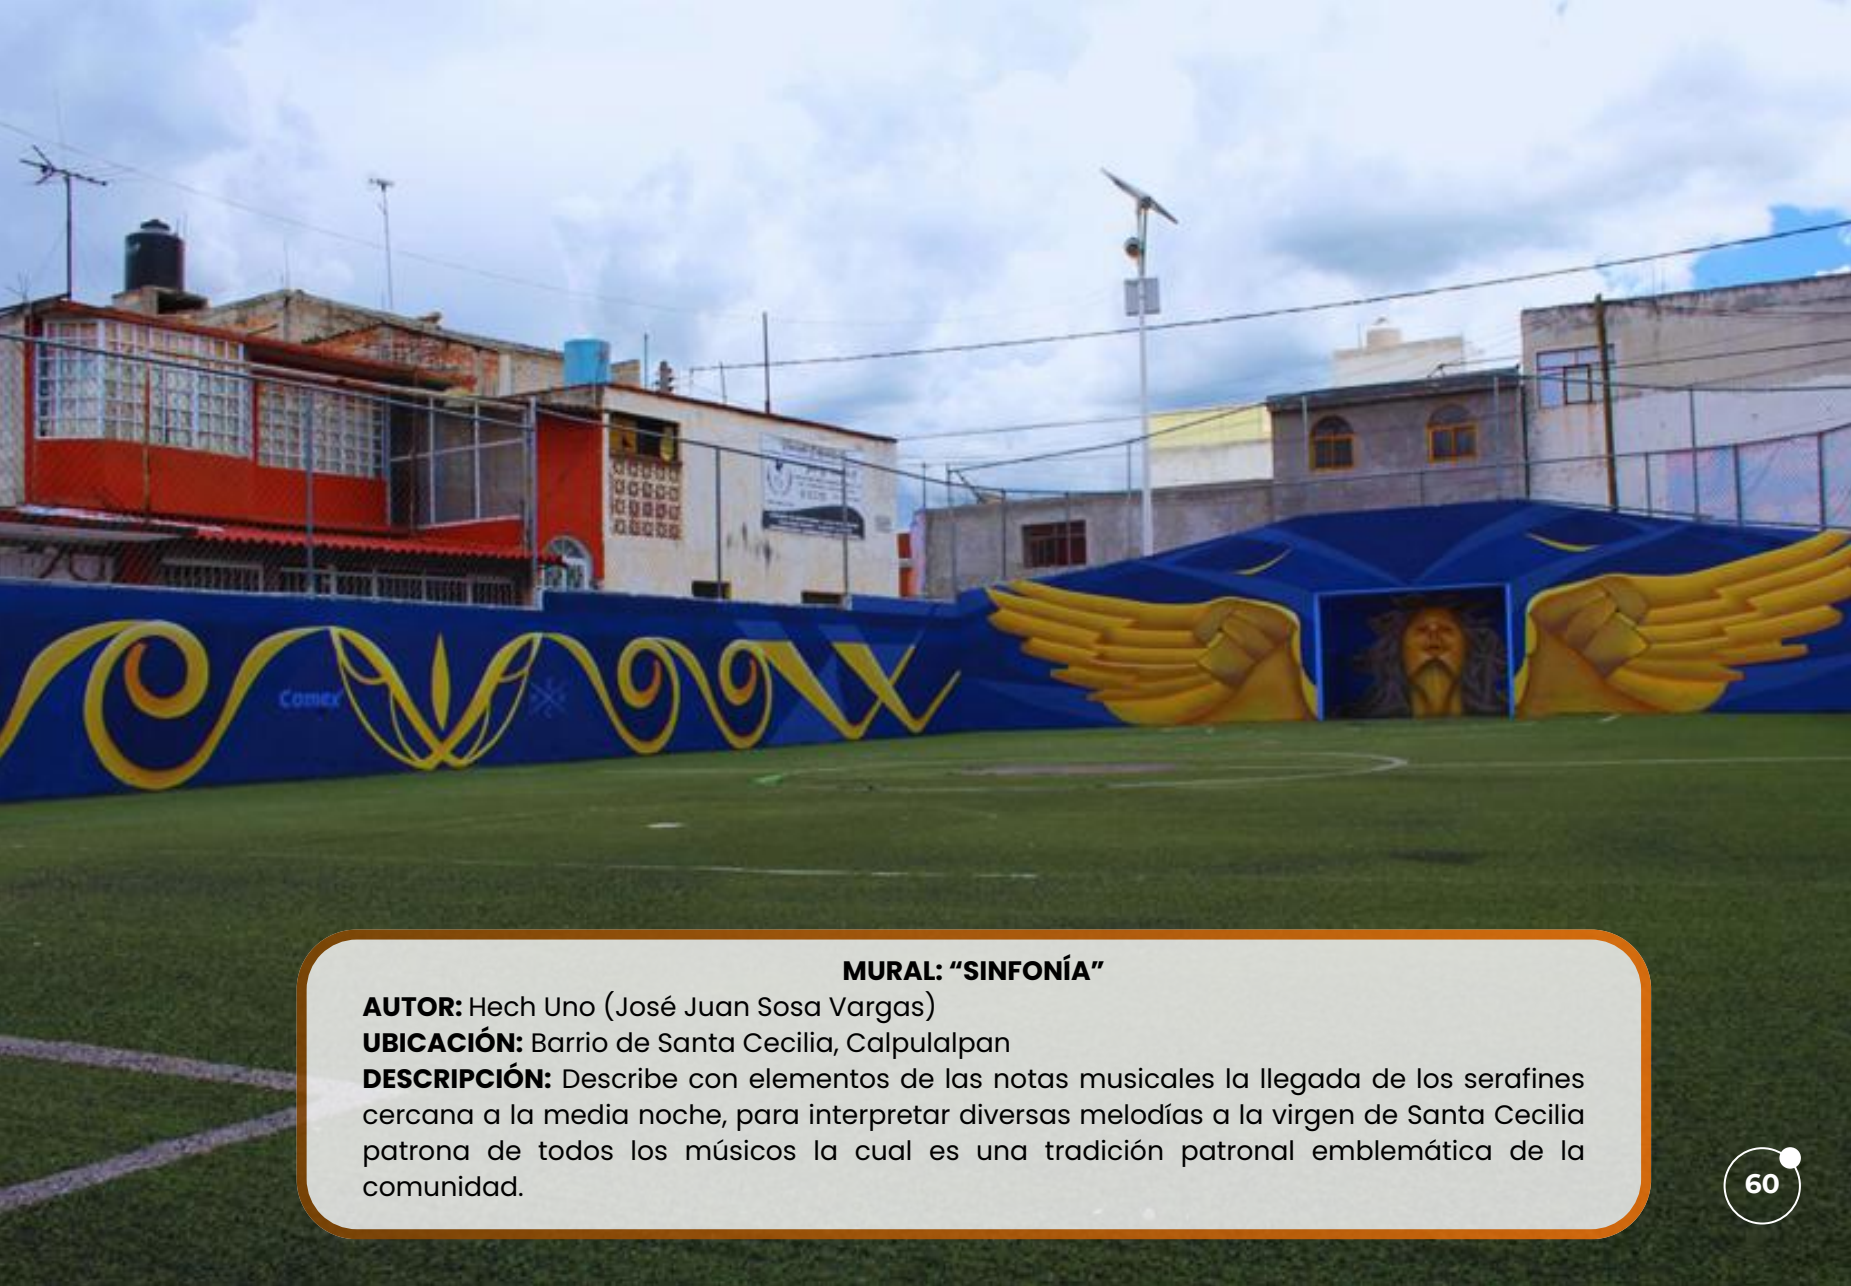 Comex
MURAL: “SINFONÍA”
AUTOR: Hech Uno (José Juan Sosa Vargas)
UBICACIÓN: Barrio de Santa Cecilia, Calpulalpan
DESCRIPCIÓN: Describe con elementos de las notas musicales la llegada de los serafines
cercana a la media noche, para interpretar diversas melodías a la virgen de Santa Cecilia
patrona de todos los músicos la cual es una tradición patronal emblemática de la
comunidad.
60